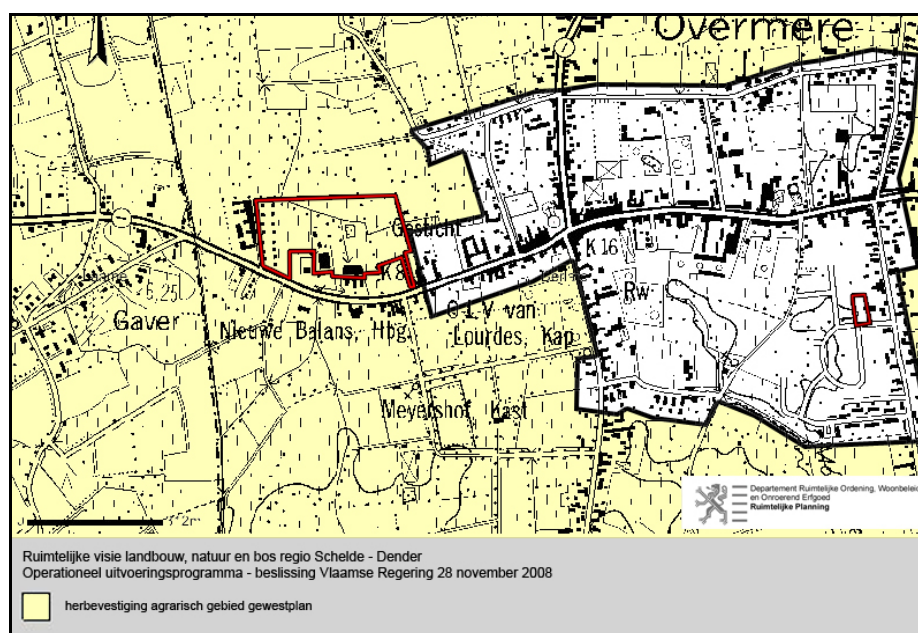 Overmere
Gesticht
K 8
K 16
5,25
Rw
Gaver
Nieuwe Balans, Hbg.
O-L-V van
Lourdes, Kap
Meyershof Kast
Departement Ruimtelijke Ordening, Woonbeleid
en Onroerend Erfgoed
Ruimtelijke Planning
Ruimtelijke visie landbouw, natuur en bos regio Schelde - Dender
Operationeel uitvoeringsprogramma - beslissing Vlaamse Regering 28 november 2008
herbevestiging agrarisch gebied gewestplan